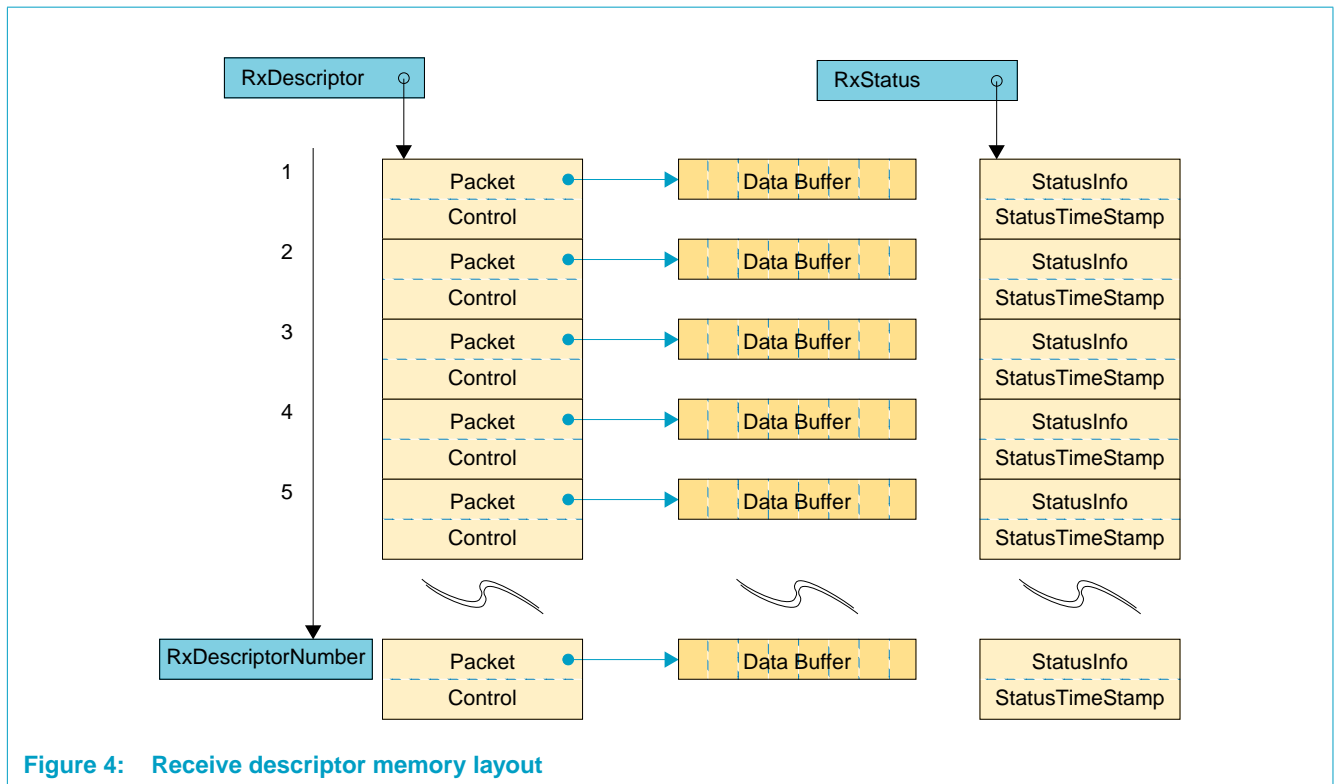 RxDescriptor
RxStatus
1
Packet
Data Buffer
StatusInfo
Control
StatusTimeStamp
2
Packet
Data Buffer
StatusInfo
Control
StatusTimeStamp
3
Packet
Data Buffer
StatusInfo
Control
StatusTimeStamp
4
Packet
Data Buffer
StatusInfo
Control
StatusTimeStamp
5
Packet
Data Buffer
StatusInfo
Control
StatusTimeStamp
RxDescriptorNumber
Packet
Data Buffer
StatusInfo
Control
StatusTimeStamp
Figure 4: Receive descriptor memory layout